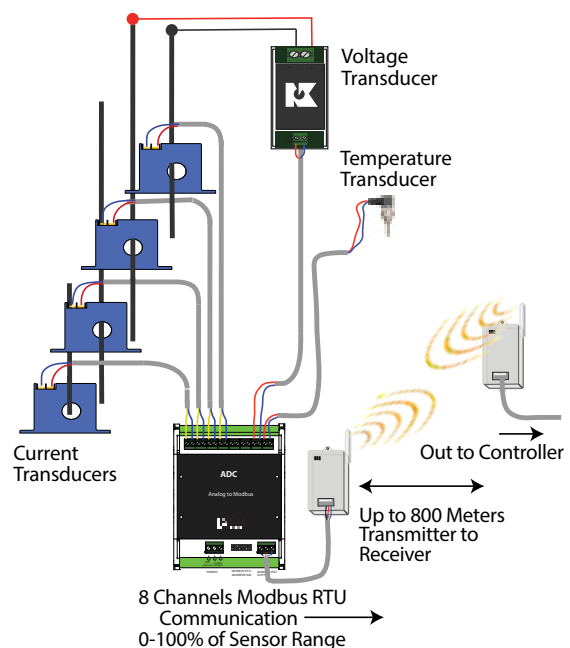 Voltage
Transducer
Temperature
Transducer
Current
Transducers
ADC
Analog to Modbus
Out to Controller
Up to 800 Meters
Transmitter to
Receiver
8 Channels Modbus RTU
Communication
0-100% of Sensor Range